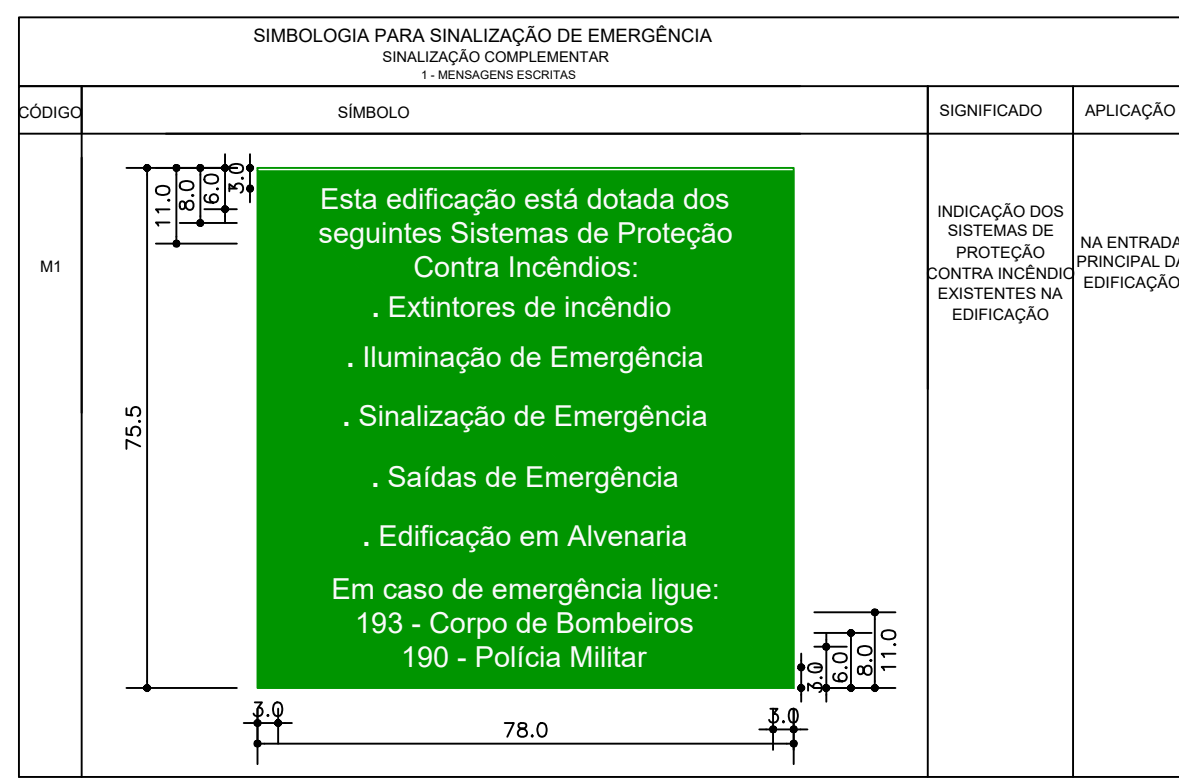 SIMBOLOGIA PARA SINALIZAÇÃO DE EMERGÊNCIA
SINALIZAÇÃO COMPLEMENTAR
1 - MENSAGENS ESCRITAS
CÓDIGO
SÍMBOLO
SIGNIFICADO
APLICAÇÃO
M1
11.0
8.0
6.0
3.0
75.5
Esta edificação está dotada dos
seguintes Sistemas de Proteção
Contra Incêndios:
. Extintores de incêndio
. Iluminação de Emergência
. Sinalização de Emergência
. Saídas de Emergência
. Edificação em Alvenaria
Em caso de emergência ligue:
193 - Corpo de Bombeiros
190 - Polícia Militar
3.0
6.0
8.0
11.0
3.0
78.0
3.0
INDICAÇÃO DOS
SISTEMAS DE
PROTEÇÃO
CONTRA INCÊNDIO
EXISTENTES NA
EDIFICAÇÃO
NA ENTRADA
PRINCIPAL DA
EDIFICAÇÃO